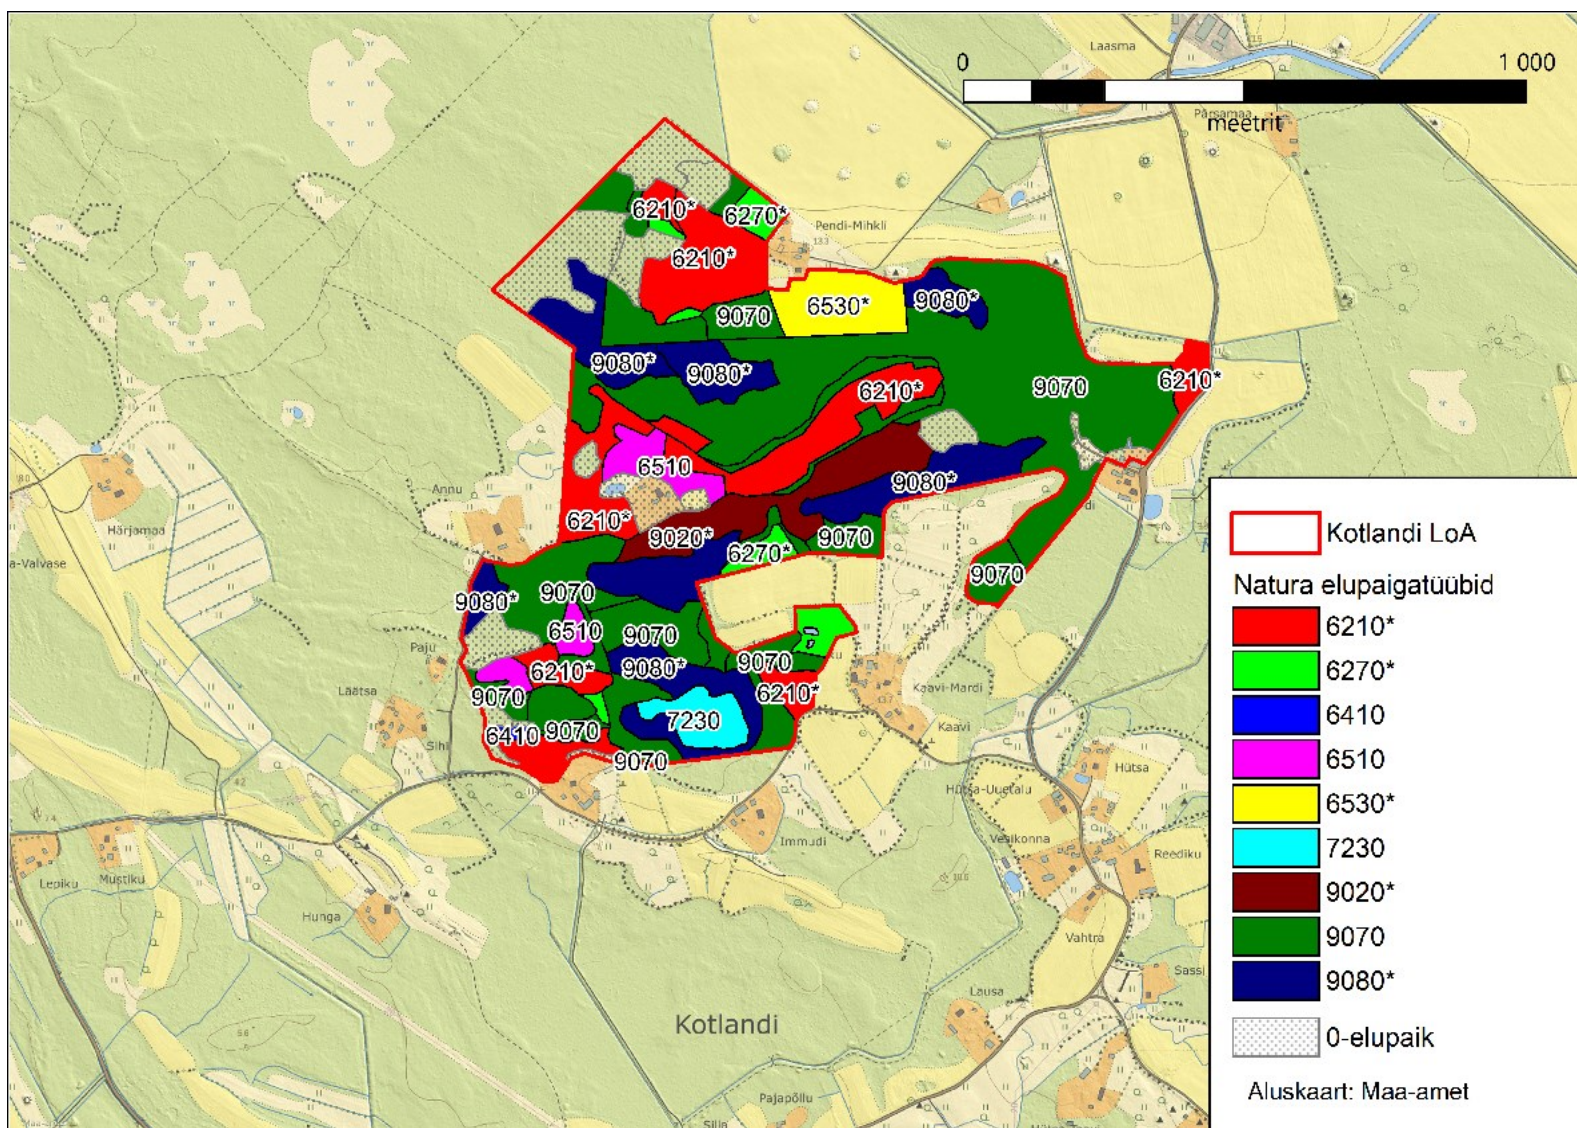 Laasma
0
1 000
meetrit
Pärsamaa
6210*
6270*
Pendi-Mihkli
6210*
9070
6530*
9080*
9080*
9080*
6210*
9070
6210*
6510
Annu
9080*
Härjamaa
6210*
9020*
6270*
9070
a-Valvase
9070
9070
9080*
6510
9070
Paju
9080*
9070
6210*
6210*
Kaavi-Mardi
Läätsa
9070
7230
Kaavi
6410
9070
Sihi
9070
Hütsa
Hütsa-Uuetalu
Immudi
Vesikonna
Reediku
Lepiku
Mustiku
Hunga
Vahtra
Sassi
Lausa
Kotlandi
Pajapõllu
Kotlandi LoA
Natura elupaigatüübid
6210*
6270*
6410
6510
6530*
7230
9020*
9070
9080*
0-elupaik
Aluskaart: Maa-amet